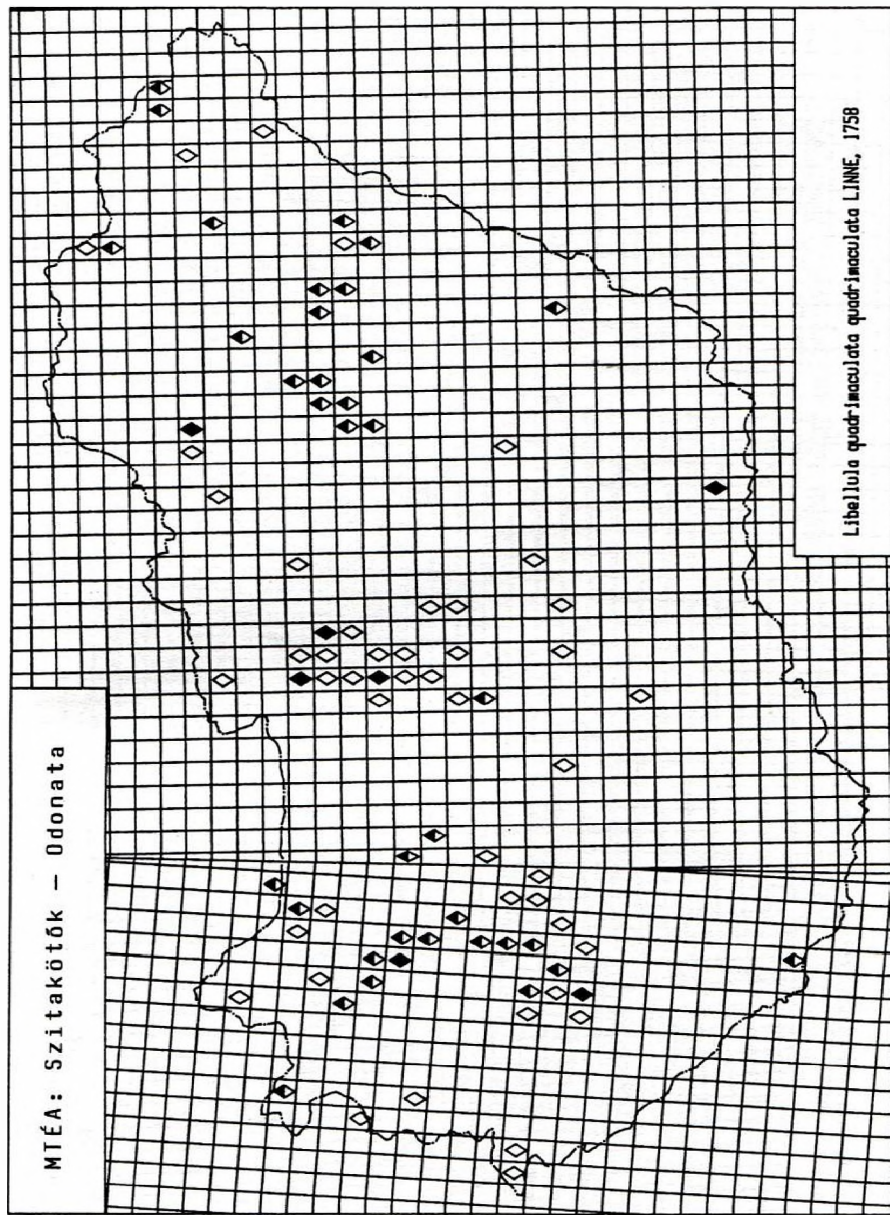 MTÉA: Szitakötők — Odonata
Libellula quadrimaculata quadrimaculata LINNE, 1758